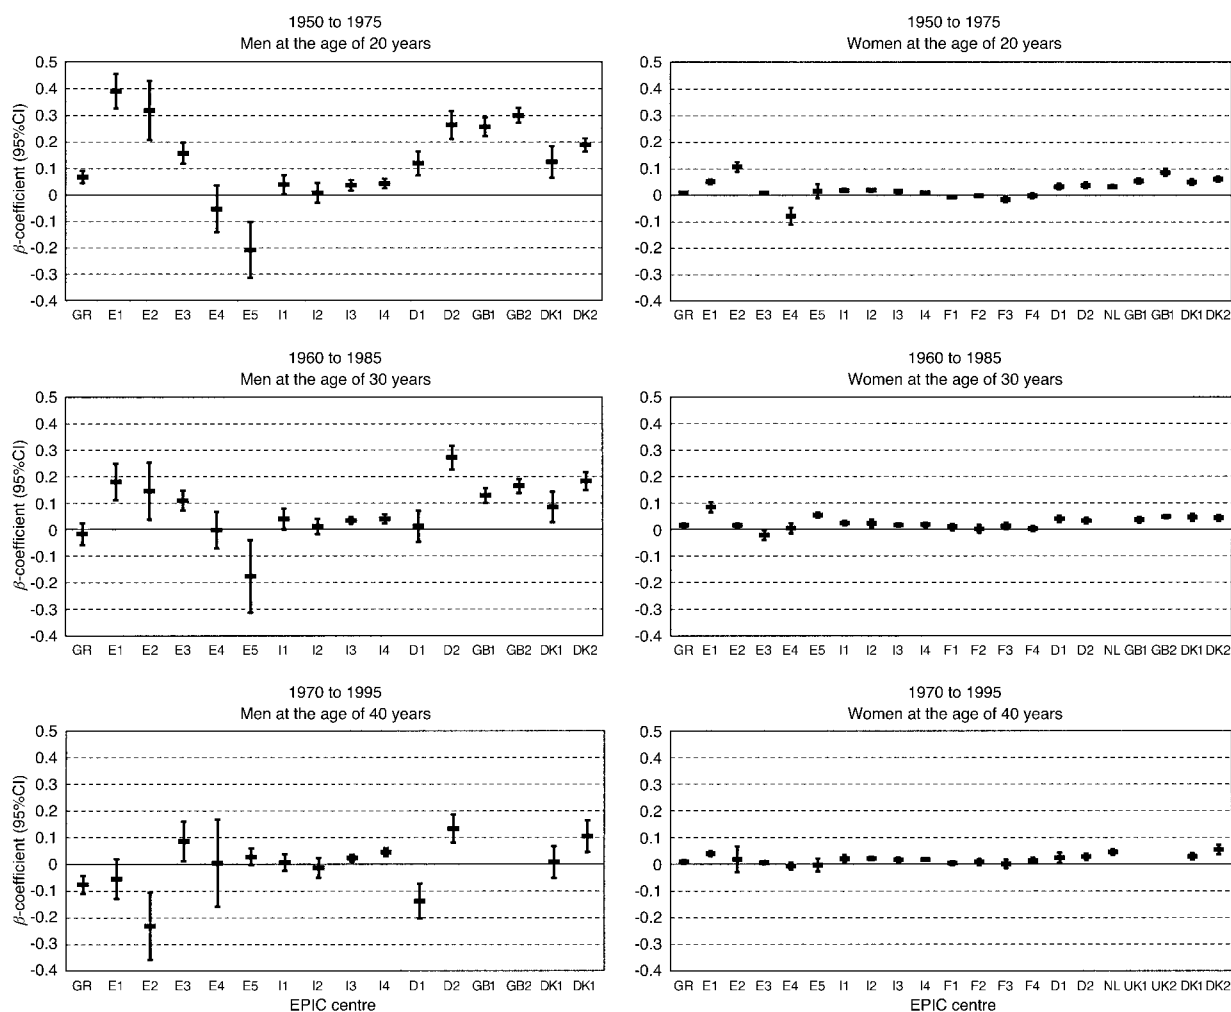 1950 to 1975
Men at the age of 20 years
β-coefficient (95%CI)
0.5
0.4
0.3
0.2
0.1
0
-0.1
-0.2
-0.3
-0.4
GR E1 E2 E3 E4 E5 I1 I2 I3 I4 D1 D2 GB1 GB2 DK1 DK2
1950 to 1975
Women at the age of 20 years
0.5
0.4
0.3
0.2
0.1
0
-0.1
-0.2
-0.3
-0.4
GR E1 E2 E3 E4 E5 I1 I2 I3 I4 F1 F2 F3 F4 D1 D2 NL GB1 GB1 DK1 DK2
1960 to 1985
Men at the age of 30 years
β-coefficient (95%CI)
0.5
0.4
0.3
0.2
0.1
0
-0.1
-0.2
-0.3
-0.4
GR E1 E2 E3 E4 E5 I1 I2 I3 I4 D1 D2 GB1 GB2 DK1 DK2
1960 to 1985
Women at the age of 30 years
0.5
0.4
0.3
0.2
0.1
0
-0.1
-0.2
-0.3
-0.4
GR E1 E2 E3 E4 E5 I1 I2 I3 I4 F1 F2 F3 F4 D1 D2 NL GB1 GB2 DK1 DK2
1970 to 1995
Men at the age of 40 years
β-coefficient (95%CI)
0.5
0.4
0.3
0.2
0.1
0
-0.1
-0.2
-0.3
-0.4
GR E1 E2 E3 E4 E5 I1 I2 I3 I4 D1 D2 GB1 GB2 DK1 DK1
EPIC centre
1970 to 1995
Women at the age of 40 years
0.5
0.4
0.3
0.2
0.1
0
-0.1
-0.2
-0.3
-0.4
GR E1 E2 E3 E4 E5 I1 I2 I3 I4 F1 F2 F3 F4 D1 D2 NL UK1 UK2 DK1 DK2
EPIC centre